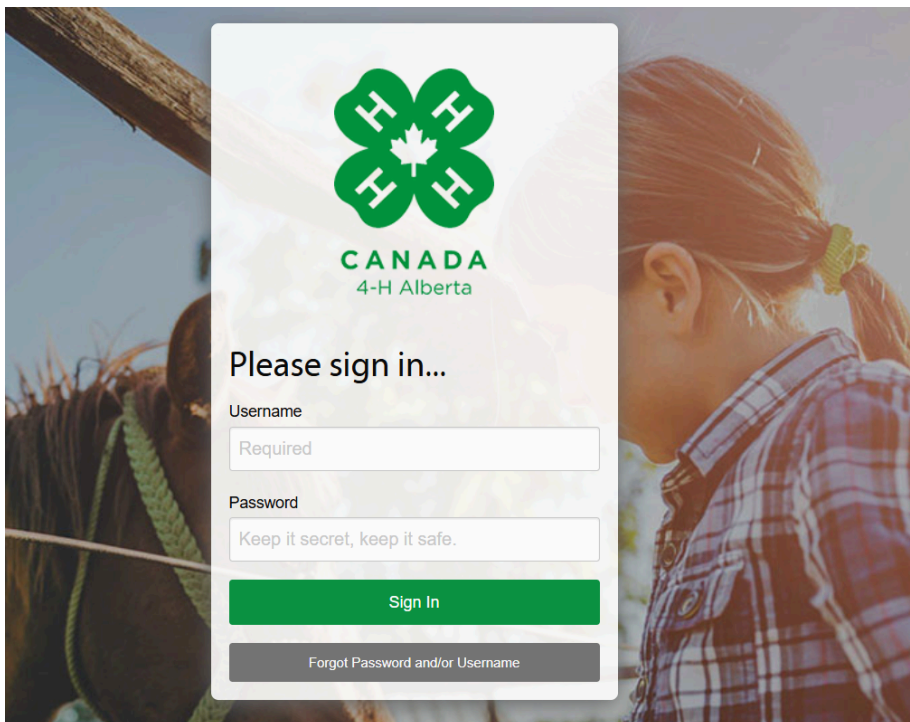 H H
H H
CANADA
4-H Alberta
Please sign in...
Username
Required
Password
Keep it secret, keep it safe.
Sign In
Forgot Password and/or Username